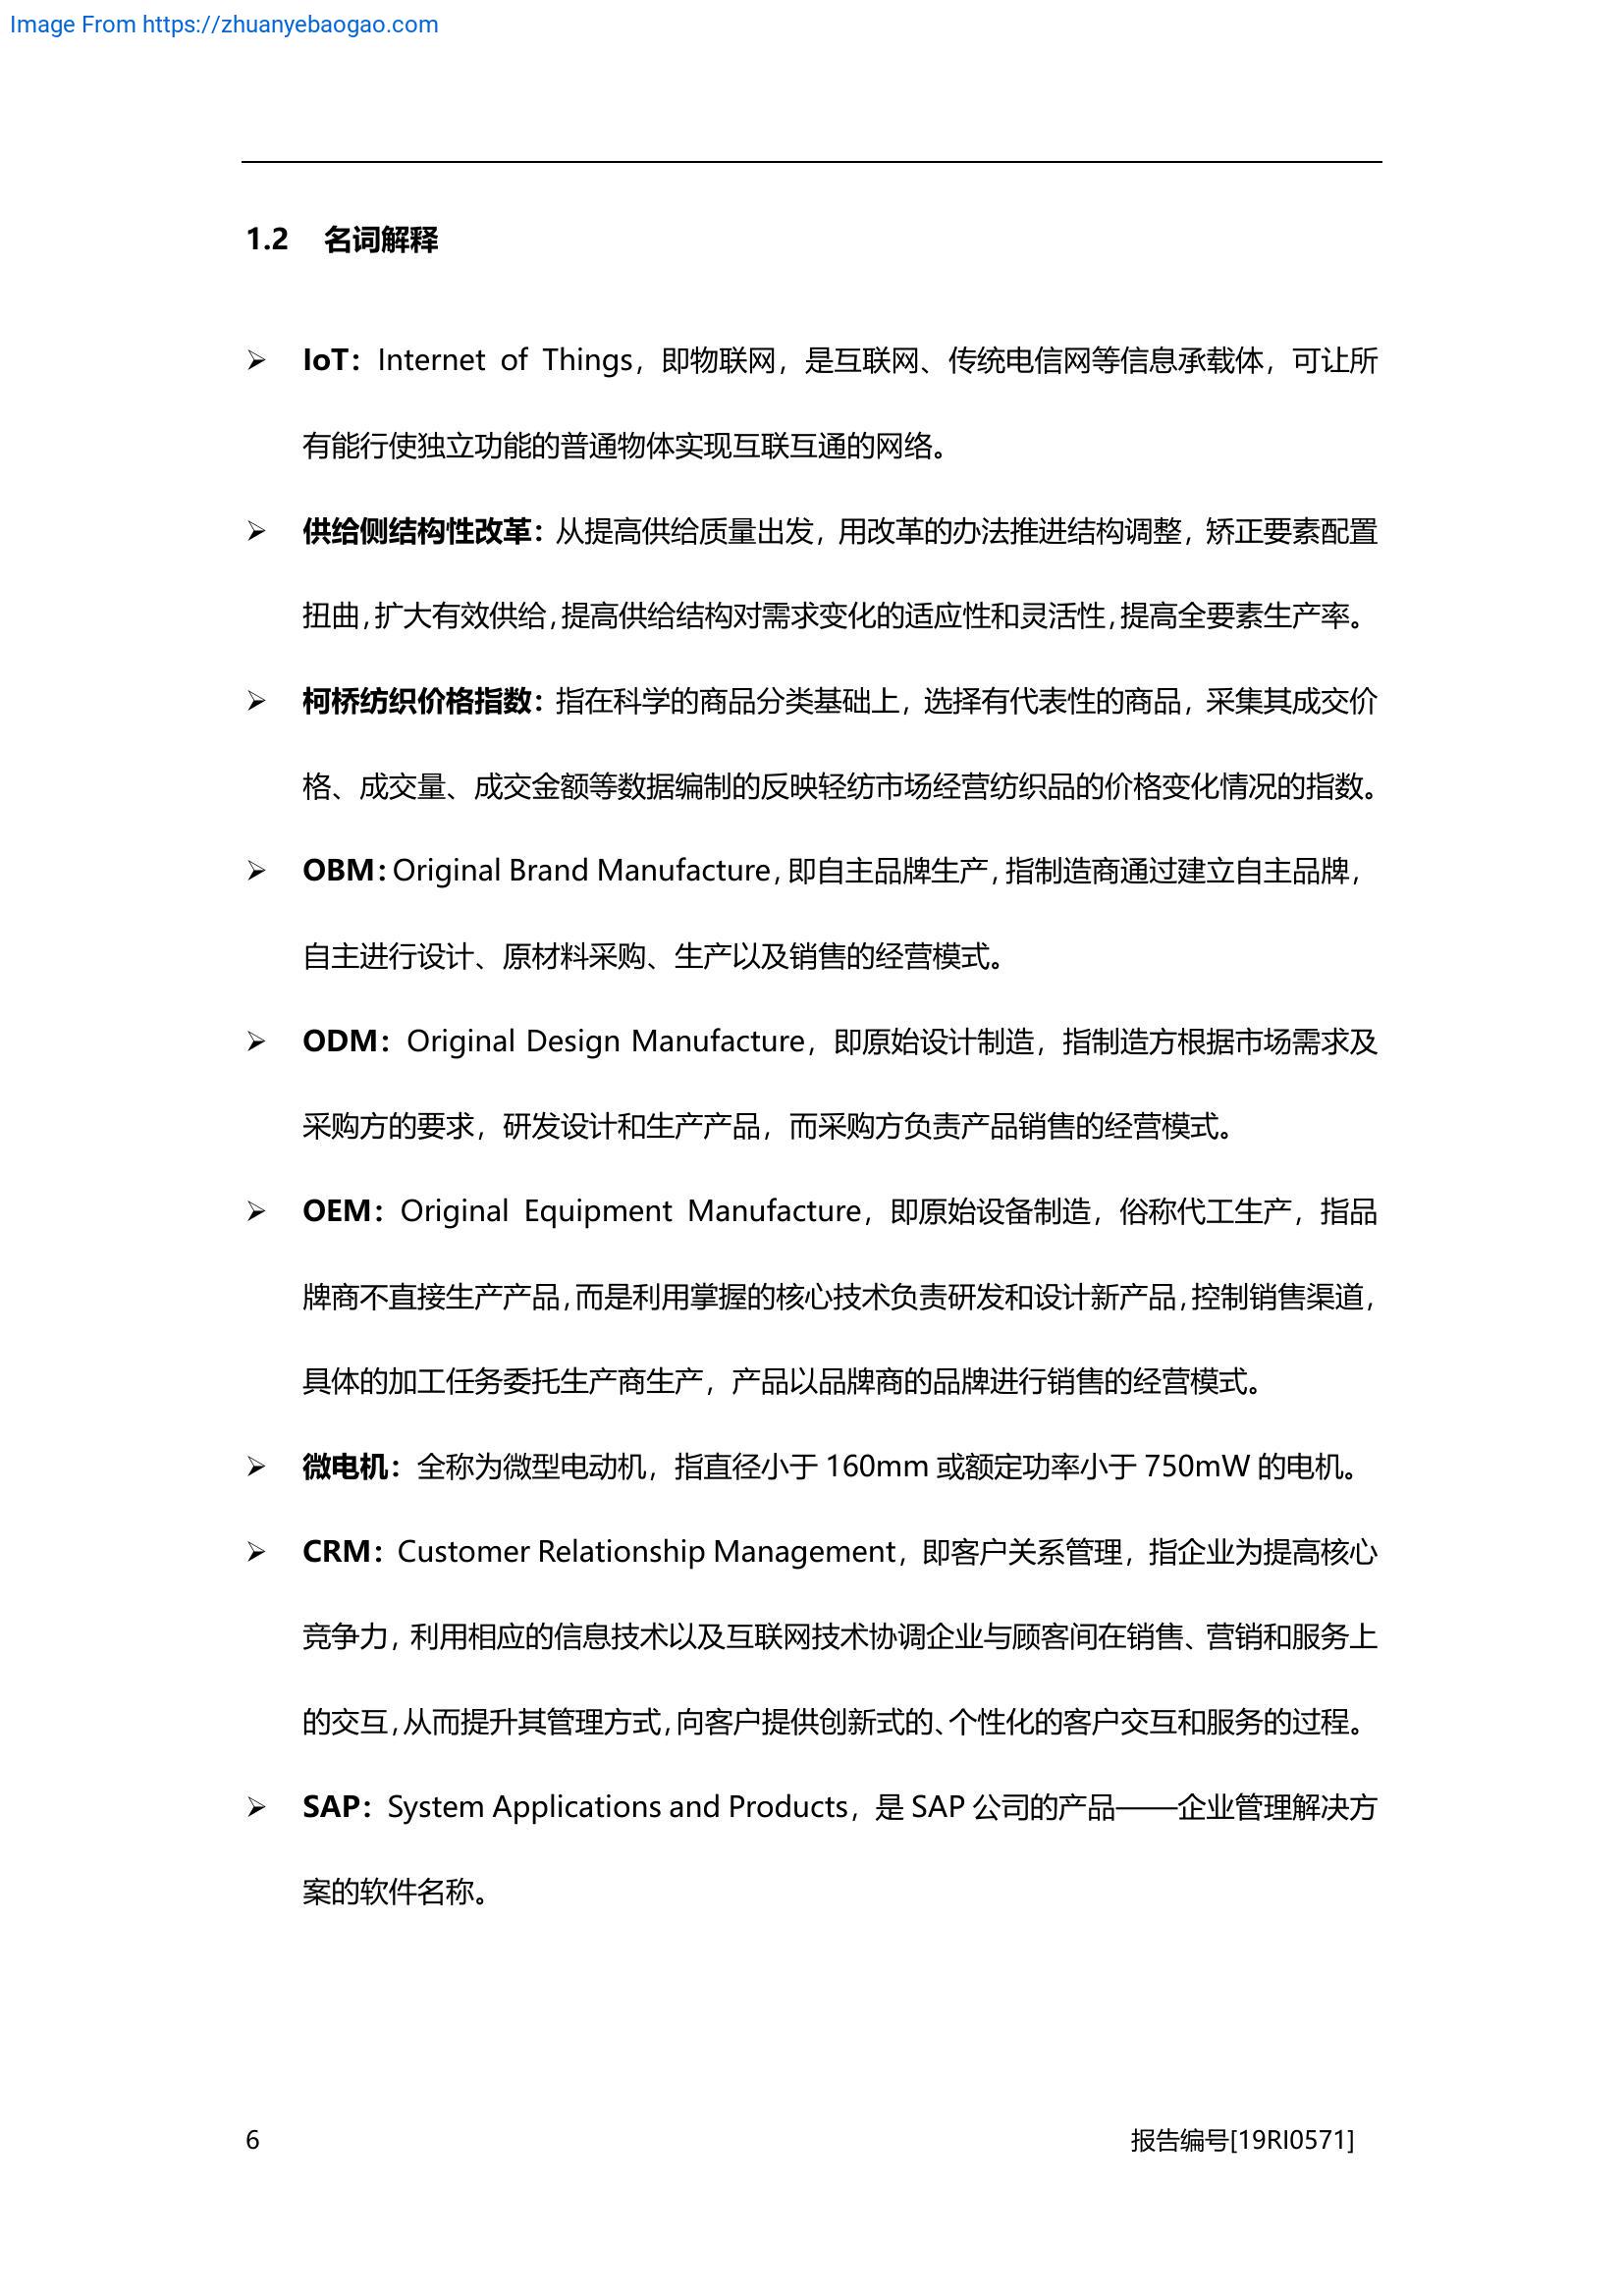 Image From https://zhuanyebaogao.com
1.2 名词解释
➢ IoT：Internet of Things，即物联网，是互联网、传统电信网等信息承载体，可让所
有能行使独立功能的普通物体实现互联互通的网络。
➢ 供给侧结构性改革：从提高供给质量出发，用改革的办法推进结构调整，矫正要素配置
扭曲，扩大有效供给，提高供给结构对需求变化的适应性和灵活性，提高全要素生产率。
➢ 柯桥纺织价格指数：指在科学的商品分类基础上，选择有代表性的商品，采集其成交价
格、成交量、成交金额等数据编制的反映轻纺市场经营纺织品的价格变化情况的指数。
➢ OBM：Original Brand Manufacture，即自主品牌生产，指制造商通过建立自主品牌，
自主进行设计、原材料采购、生产以及销售的经营模式。
➢ ODM：Original Design Manufacture，即原始设计制造，指制造方根据市场需求及
采购方的要求，研发设计和生产产品，而采购方负责产品销售的经营模式。
➢ OEM：Original Equipment Manufacture，即原始设备制造，俗称代工生产，指品
牌商不直接生产产品，而是利用掌握的核心技术负责研发和设计新产品，控制销售渠道，
具体的加工任务委托生产商生产，产品以品牌商的品牌进行销售的经营模式。
➢ 微电机：全称为微型电动机，指直径小于 160mm 或额定功率小于 750mW 的电机。
➢ CRM：Customer Relationship Management，即客户关系管理，指企业为提高核心
竞争力，利用相应的信息技术以及互联网技术协调企业与顾客间在销售、营销和服务上
的交互，从而提升其管理方式，向客户提供创新式的、个性化的客户交互和服务的过程。
➢ SAP：System Applications and Products，是 SAP 公司的产品——企业管理解决方
案的软件名称。
6 报告编号[19RI0571]